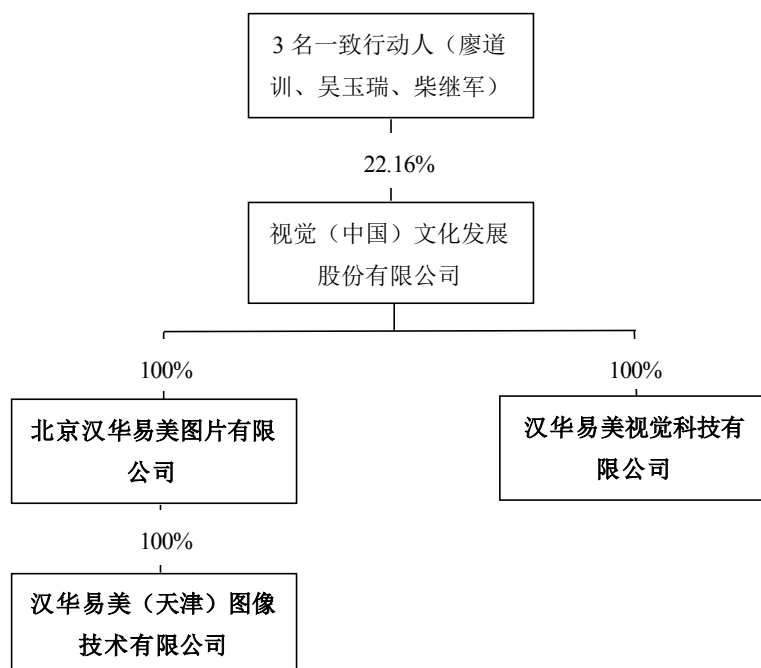 3 名一致行动人（廖道
训、吴玉瑞、柴继军）
22.16%
视觉（中国）文化发展
股份有限公司
100%
100%
北京汉华易美图片有限
公司
汉华易美视觉科技有
限公司
100%
汉华易美（天津）图像
技术有限公司